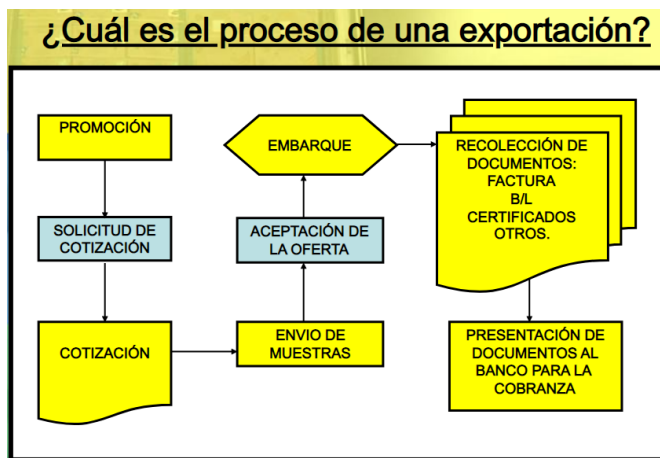 ¿Cuál es el proceso de una exportación?
PROMOCIÓN
SOLICITUD DE
COTIZACIÓN
COTIZACIÓN
ENVIO DE
MUESTRAS
ACEPTACIÓN DE
LA OFERTA
EMBARQUE
RECOLECCIÓN DE
DOCUMENTOS:
FACTURA
B/L
CERTIFICADOS
OTROS.
PRESENTACIÓN DE
DOCUMENTOS AL
BANCO PARA LA
COBRANZA